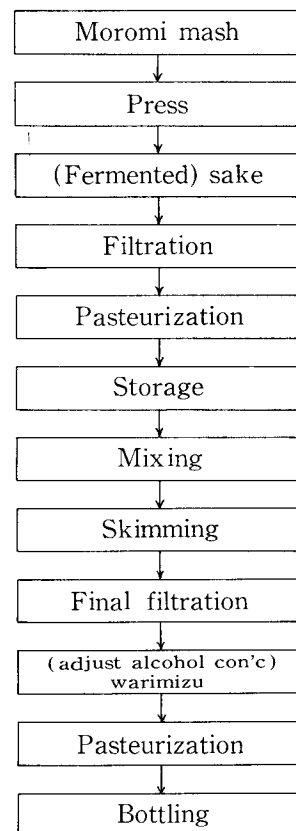 Moromi mash
Press
(Fermented) sake
Filtration
Pasteurization
Storage
Mixing
Skimming
Final filtration
(adjust alcohol con'c)
warimizu
Pasteurization
Bottling